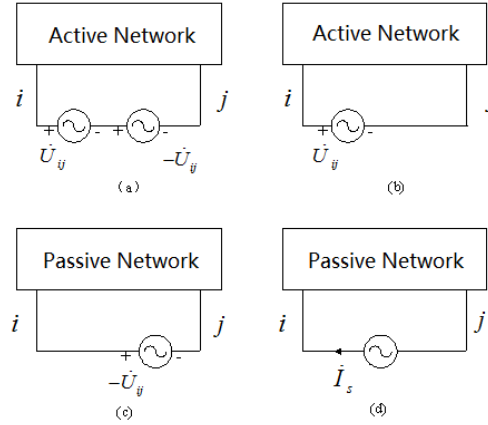 Active Network
Active Network
i
j
i
+ - + -
+ -
U̇ij
-U̇ij
U̇ij
(a)
(b)
Passive Network
Passive Network
i
j
i
j
+ -
-U̇ij
İs
(c)
(d)